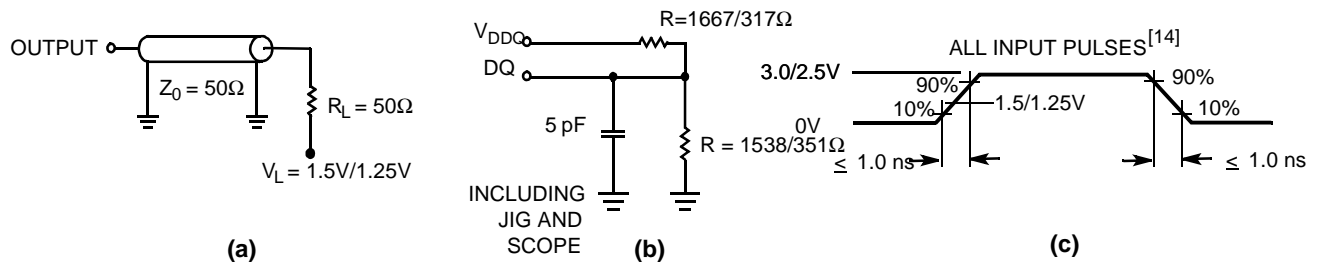 OUTPUT
Z0 = 50Ω
RL = 50Ω
VL = 1.5V/1.25V
(a)
R=1667/317Ω
VDDQ
DQ
5 pF
R = 1538/351Ω
INCLUDING
JIG AND
SCOPE
(b)
ALL INPUT PULSES[14]
3.0/2.5V
90%
90%
10%
1.5/1.25V
10%
0V
≤ 1.0 ns
≤ 1.0 ns
(c)